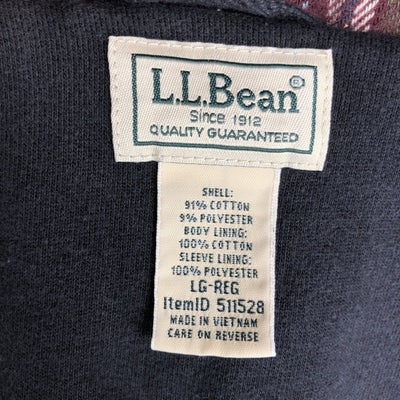 L.L.Bean®
Since 1912
QUALITY GUARANTEED
SHELL:
91% COTTON
9% POLYESTER
BODY LINING:
100% COTTON
SLEEVE LINING:
100% POLYESTER
LG-REG
ItemID 511528
MADE IN VIETNAM
CARE ON REVERSE